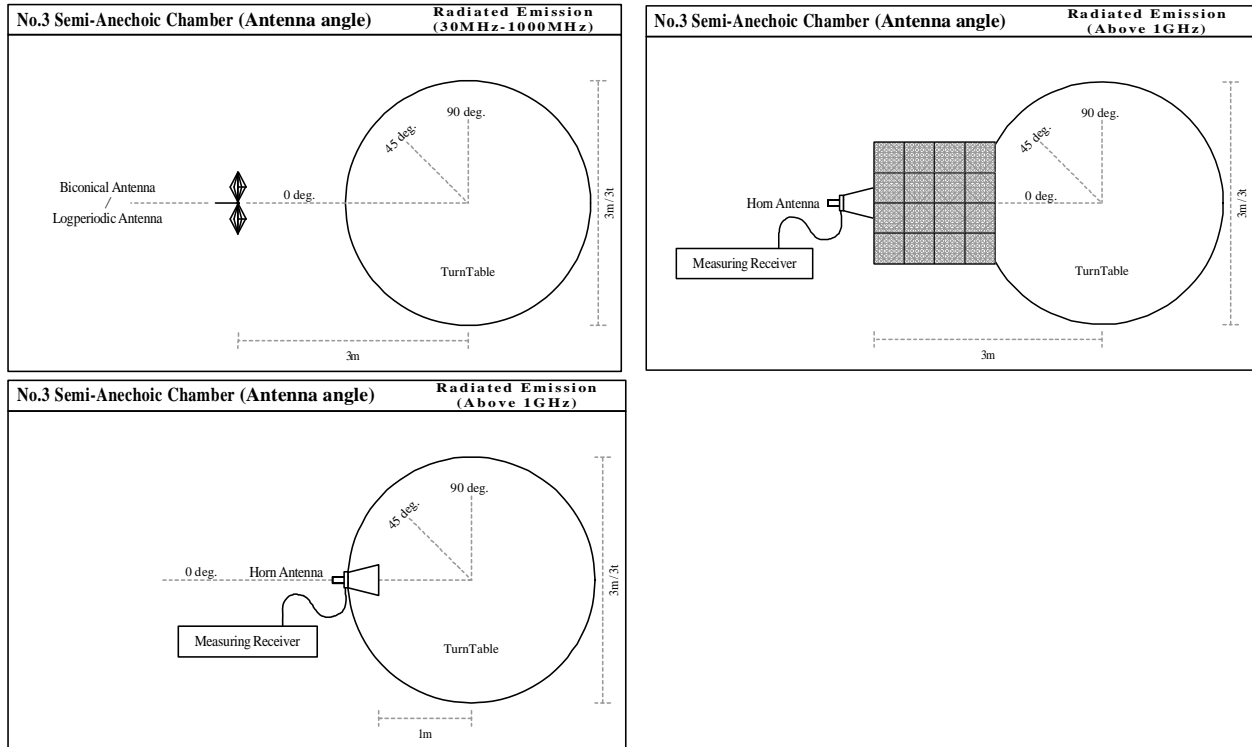 No.3 Semi-Anechoic Chamber (Antenna angle)
Radiated Emission
(30MHz-1000MHz)
90 deg.
45 deg.
Biconical Antenna
0 deg.
Logperiodic Antenna
3m/3t
TurnTable
3m
No.3 Semi-Anechoic Chamber (Antenna angle)
Radiated Emission
(Above 1GHz)
90 deg.
45 deg.
0 deg.
Horn Antenna
3m/3t
Measuring Receiver
TurnTable
3m
No.3 Semi-Anechoic Chamber (Antenna angle)
Radiated Emission
(Above 1GHz)
90 deg.
45 deg.
0 deg.
Horn Antenna
3m/3t
Measuring Receiver
TurnTable
1m